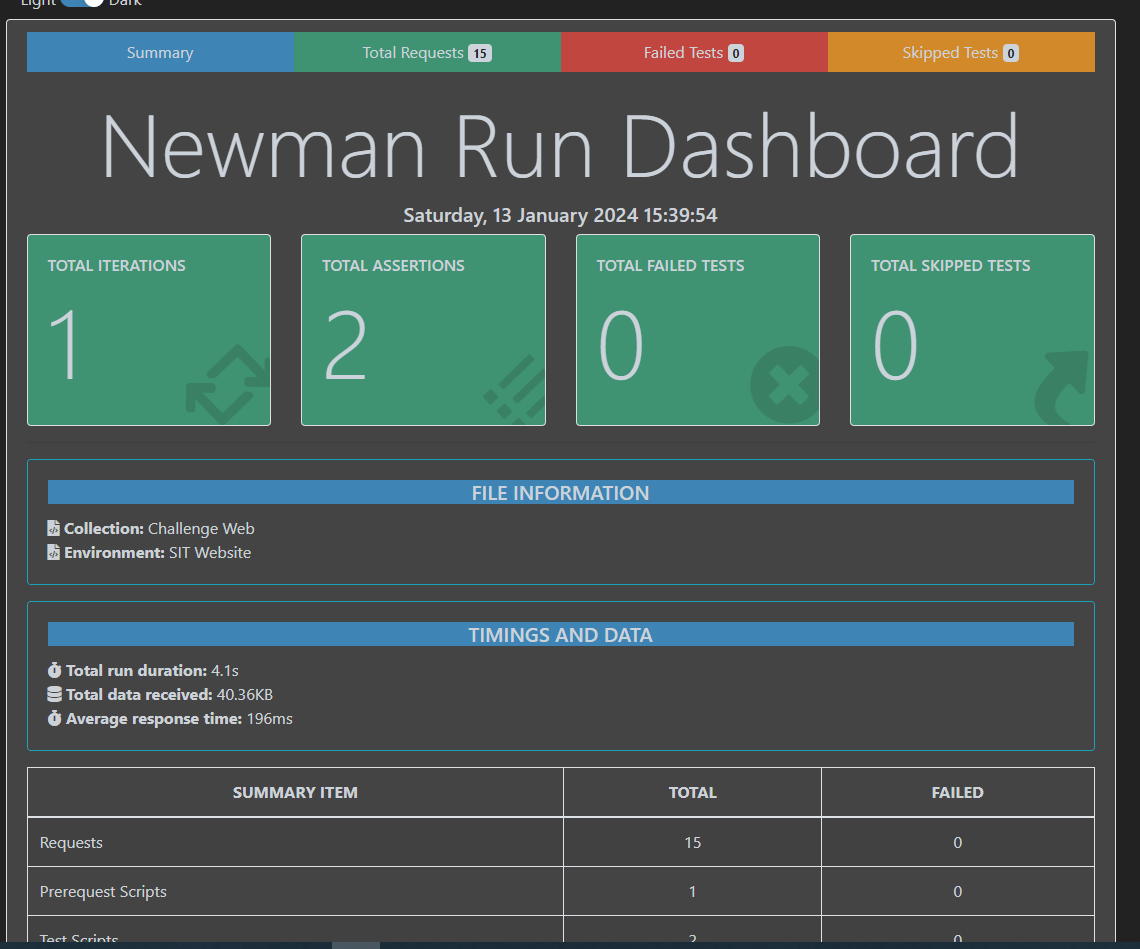 Light Dark
Summary Total Requests 15 Failed Tests 0 Skipped Tests 0
Newman Run Dashboard
Saturday, 13 January 2024 15:39:54
TOTAL ITERATIONS TOTAL ASSERTIONS TOTAL FAILED TESTS TOTAL SKIPPED TESTS
1 2 0 0
FILE INFORMATION
Collection: Challenge Web
Environment: SIT Website
TIMINGS AND DATA
Total run duration: 4.1s
Total data received: 40.36KB
Average response time: 196ms
SUMMARY ITEM TOTAL FAILED
Requests 15 0
Prerequest Scripts 1 0
Test Scripts 2 0